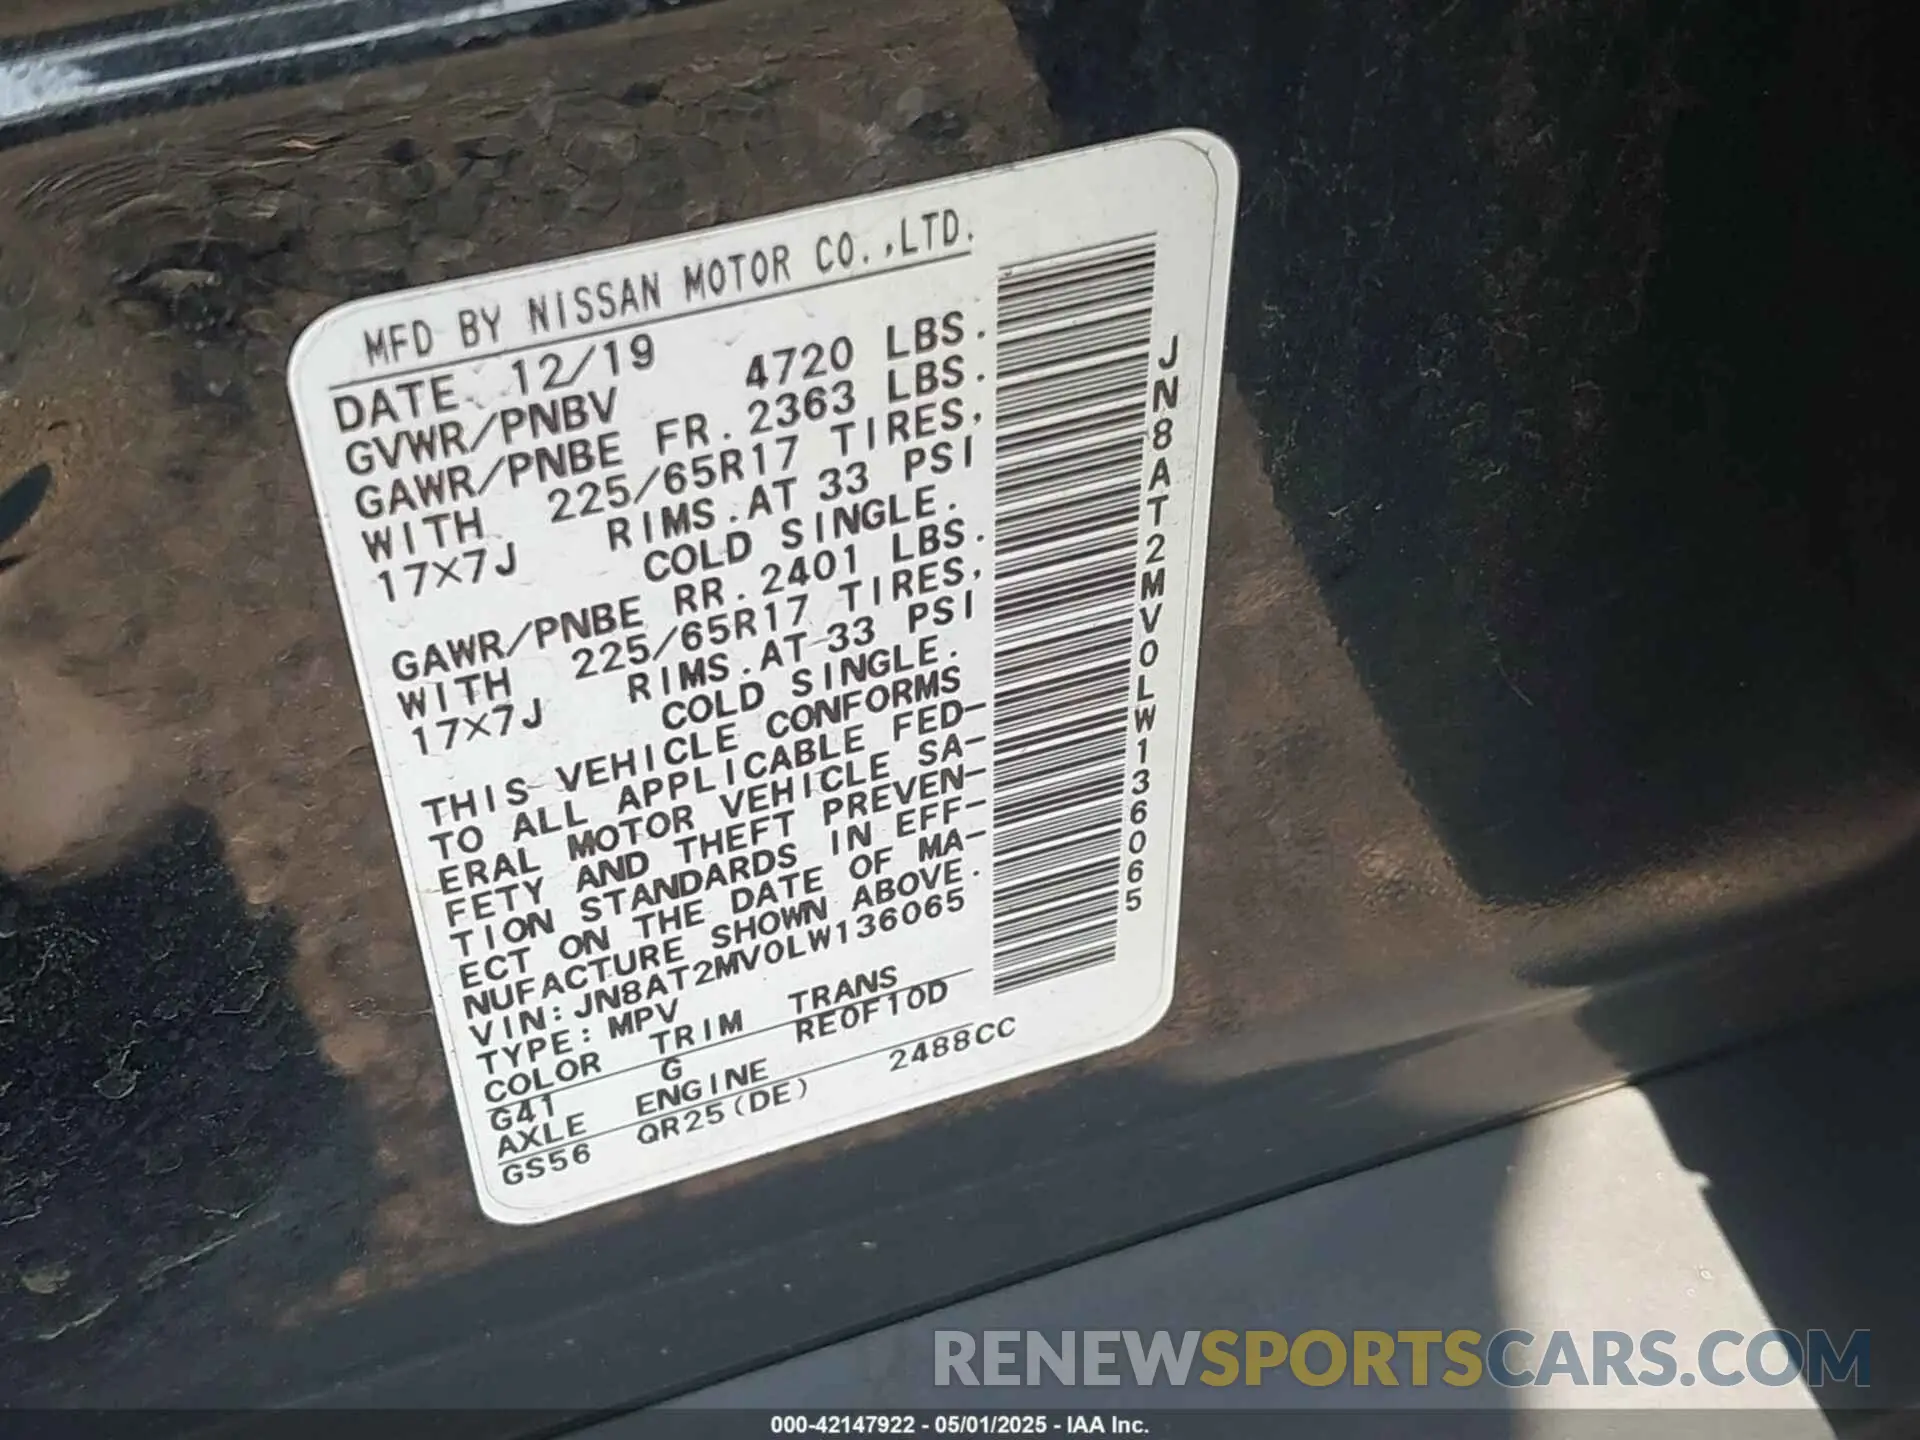 MFD BY NISSAN MOTOR CO.,LTD.
DATE 12/19
GVWR/PNBV 4720 LBS.
GAWR/PNBE FR. 2363 LBS.
WITH 225/65R17 TIRES,
17X7J RIMS.AT 33 PSI
COLD SINGLE.
GAWR/PNBE RR. 2401 LBS.
WITH 225/65R17 TIRES,
17X7J RIMS.AT 33 PSI
COLD SINGLE.
THIS VEHICLE CONFORMS
TO ALL APPLICABLE FED-
ERAL MOTOR VEHICLE SA-
FETY AND THEFT PREVEN-
TION STANDARDS IN EFF-
ECT ON THE DATE OF MA-
NUFACTURE SHOWN ABOVE.
VIN:JN8AT2MV0LW136065
TYPE:MPV
COLOR TRIM TRANS
G41 G RE0F10D
AXLE ENGINE
GS56 QR25(DE) 2488CC
JN8AT2MV0LW136065
RENEWSPORTSCARS.COM
000-42147922 - 05/01/2025 - IAA Inc.